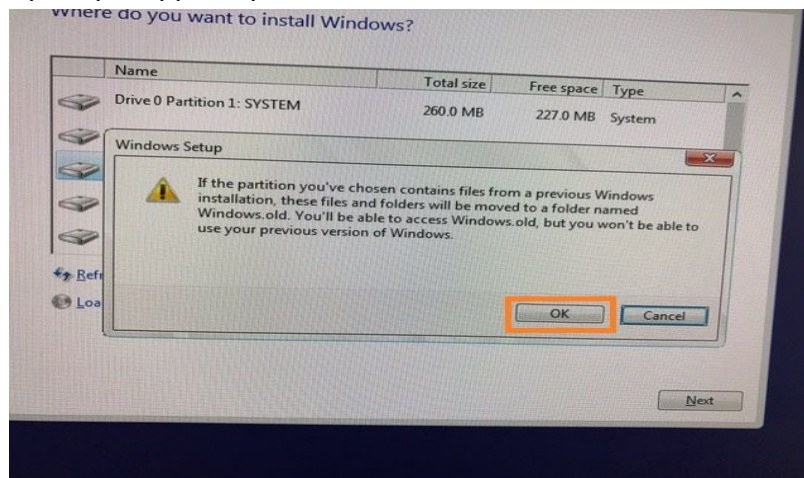 Where do you want to install Windows?
Name Total size Free space Type
Drive 0 Partition 1: SYSTEM 260.0 MB 227.0 MB System
Windows Setup
If the partition you've chosen contains files from a previous Windows
installation, these files and folders will be moved to a folder named
Windows.old. You'll be able to access Windows.old, but you won't be able to
use your previous version of Windows.
Refr
Loa
OK Cancel
Next